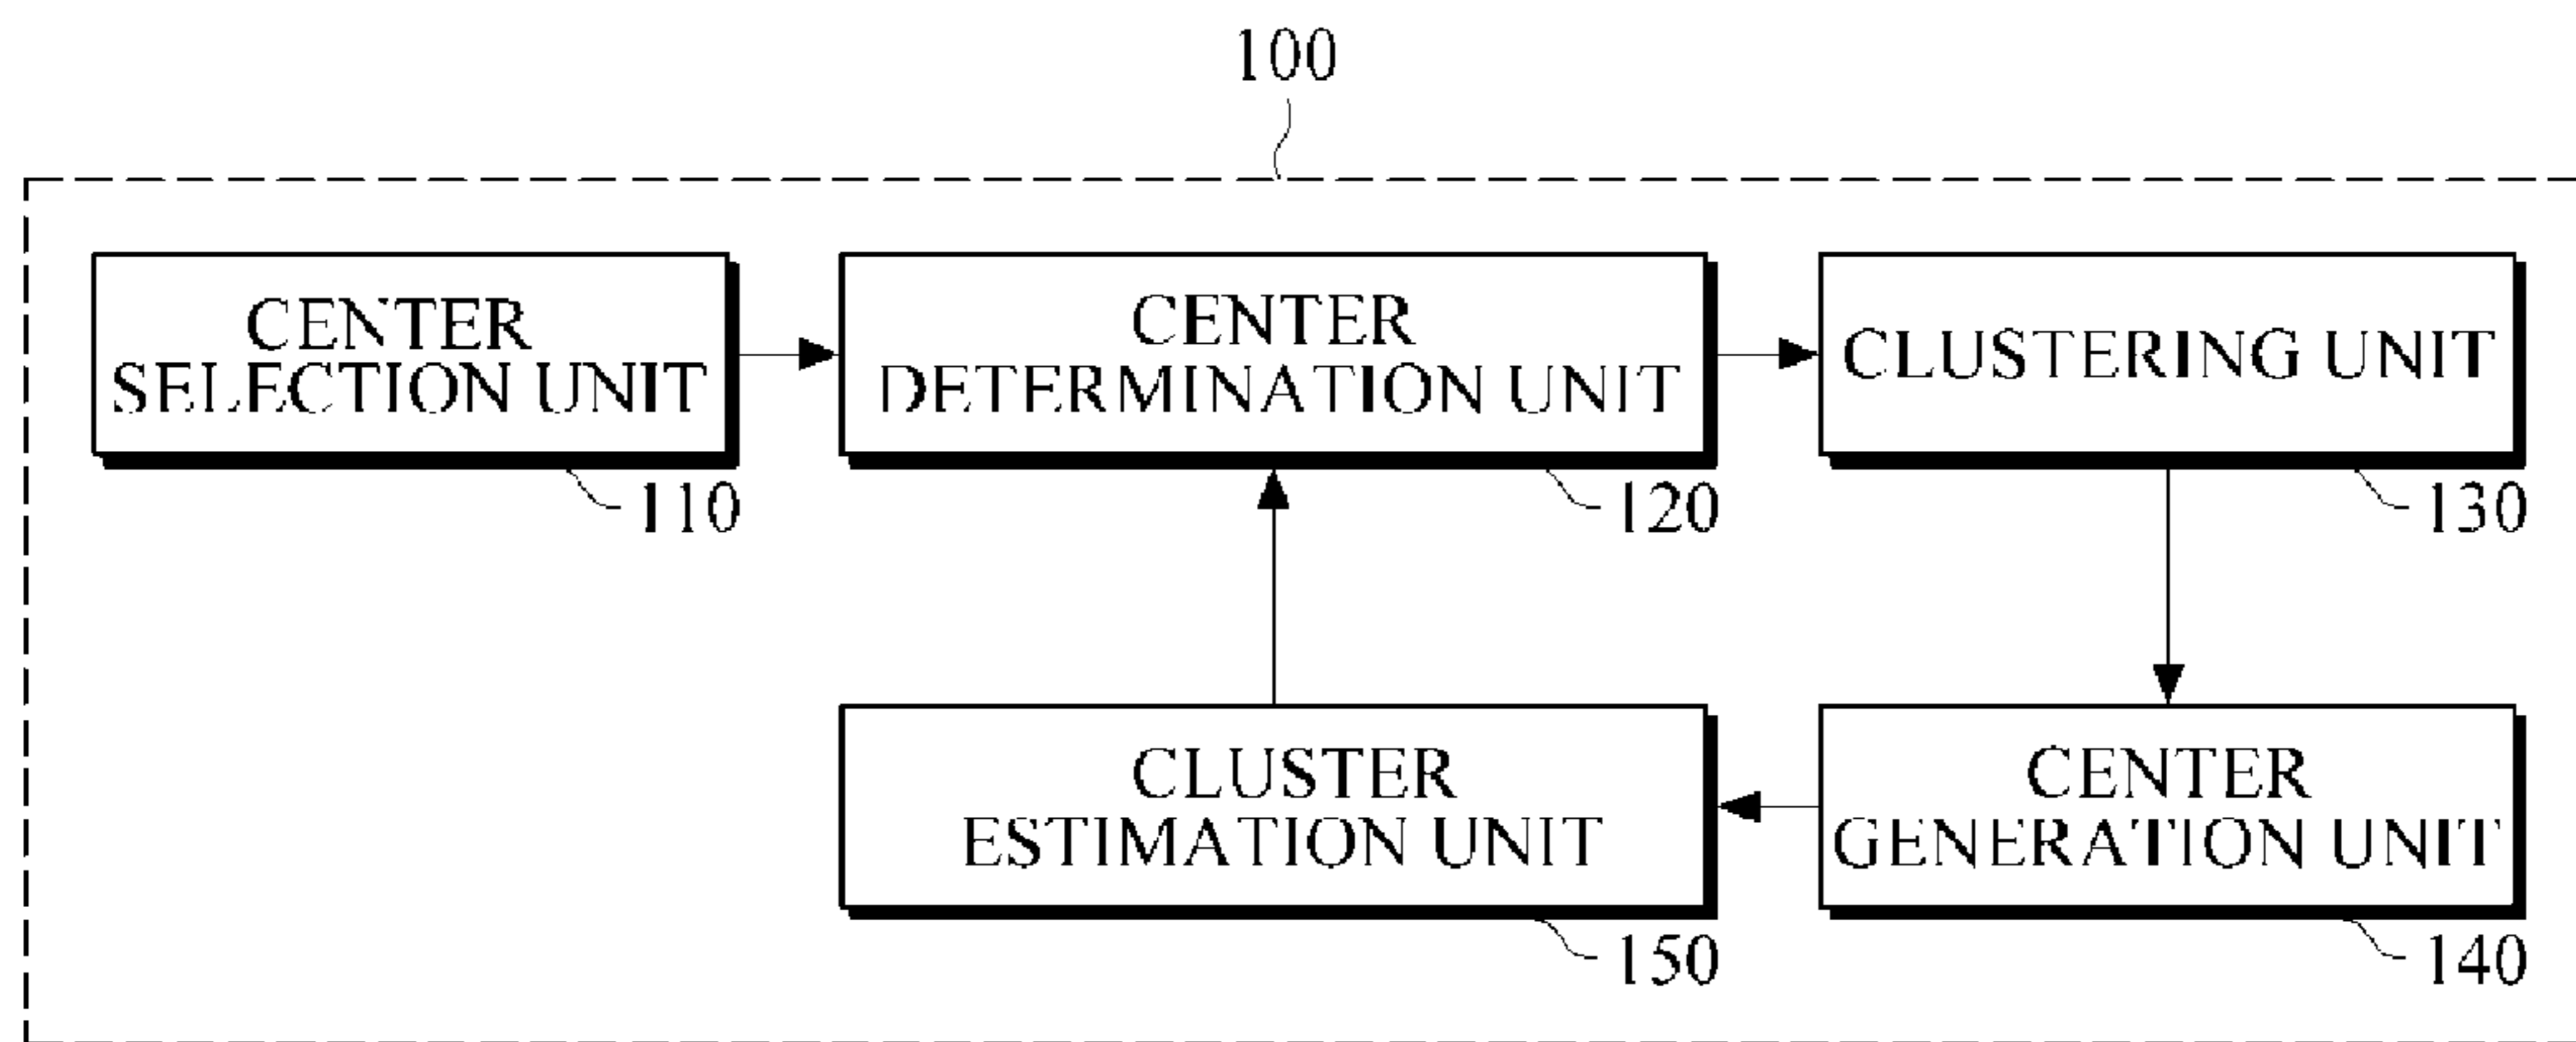 100
CENTER
SELECTION UNIT
110
CENTER
DETERMINATION UNIT
120
CLUSTERING UNIT
130
CLUSTER
ESTIMATION UNIT
150
CENTER
GENERATION UNIT
140